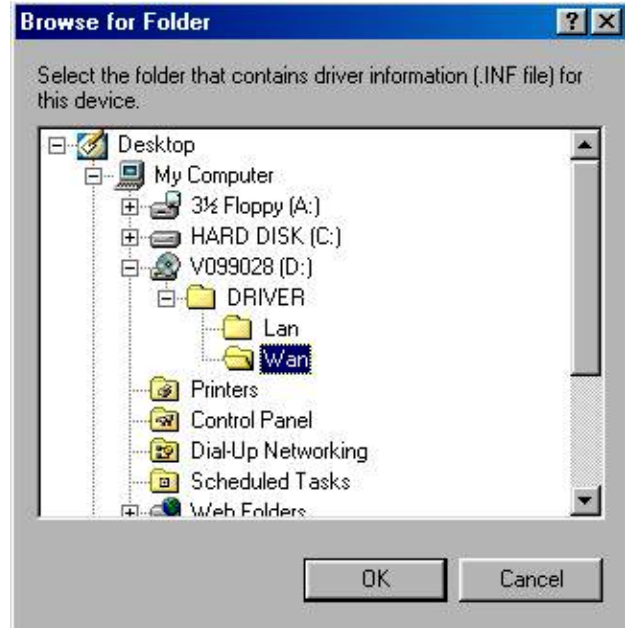 Browse for Folder
Select the folder that contains driver information (.INF file) for
this device.
Desktop
My Computer
3½ Floppy (A:)
HARD DISK (C:)
V099028 (D:)
DRIVER
Lan
Wan
Printers
Control Panel
Dial-Up Networking
Scheduled Tasks
Web Folders
OK Cancel